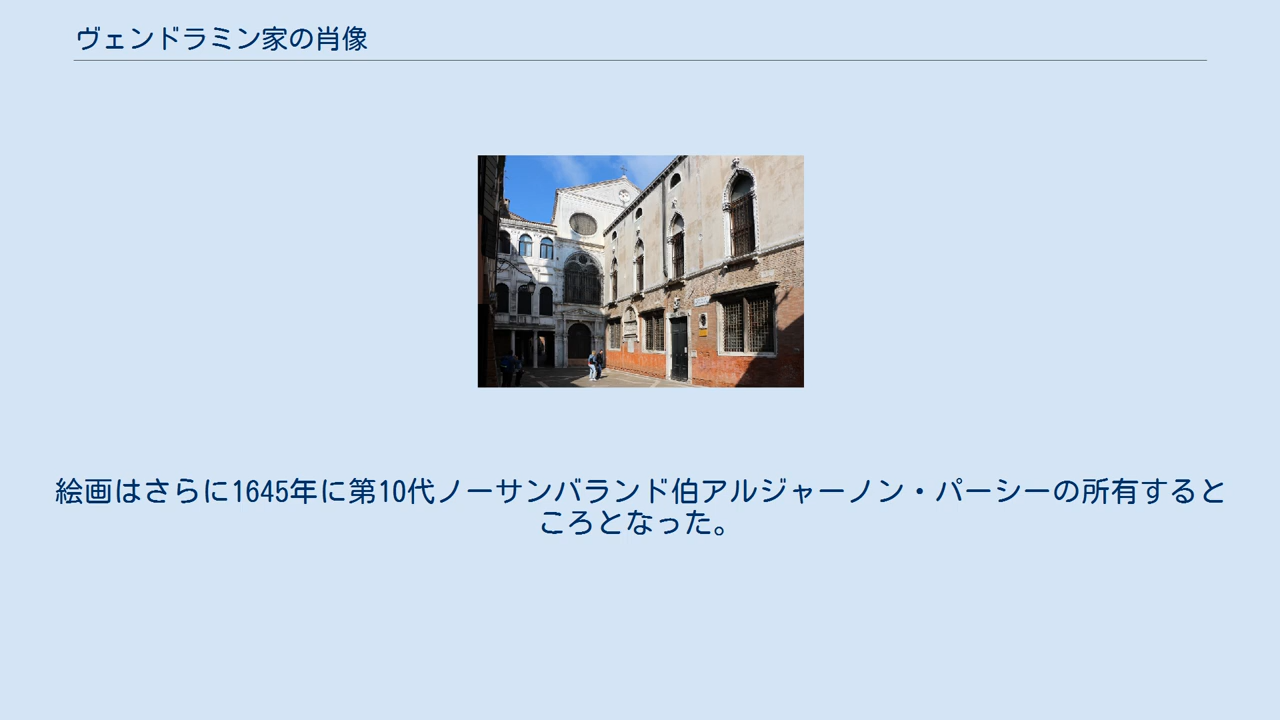 ヴェンドラミン家の肖像
絵画はさらに1645年に第10代ノーサンバランド伯アルジャーノン・パーシーの所有すると
ころとなった。